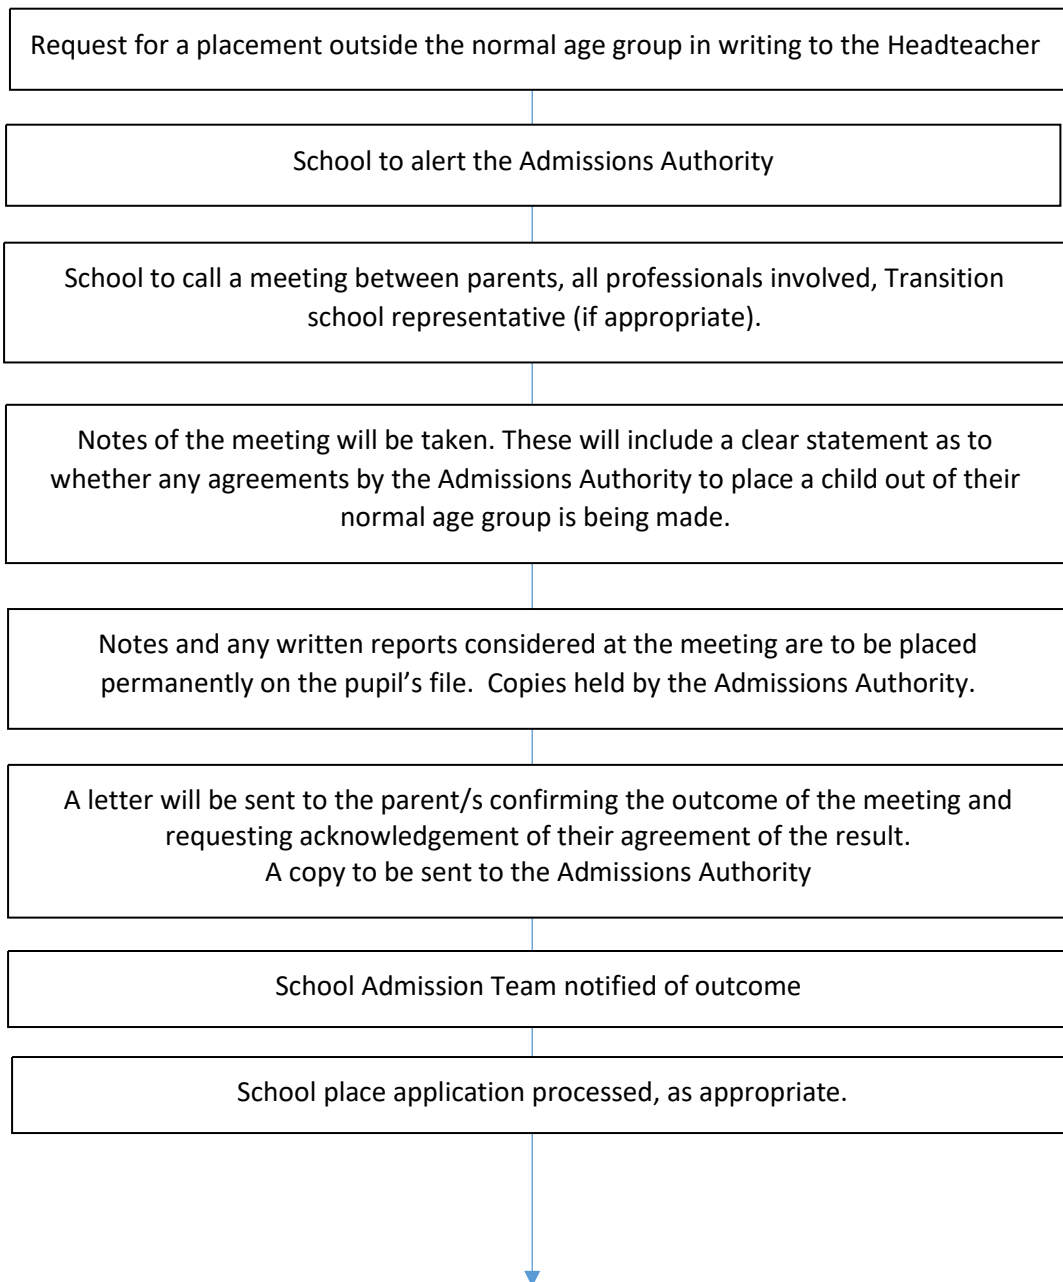 Request for a placement outside the normal age group in writing to the Headteacher
School to alert the Admissions Authority
School to call a meeting between parents, all professionals involved, Transition
school representative (if appropriate).
Notes of the meeting will be taken. These will include a clear statement as to
whether any agreements by the Admissions Authority to place a child out of their
normal age group is being made.
Notes and any written reports considered at the meeting are to be placed
permanently on the pupil’s file.  Copies held by the Admissions Authority.
A letter will be sent to the parent/s confirming the outcome of the meeting and
requesting acknowledgement of their agreement of the result.
A copy to be sent to the Admissions Authority
School Admission Team notified of outcome
School place application processed, as appropriate.